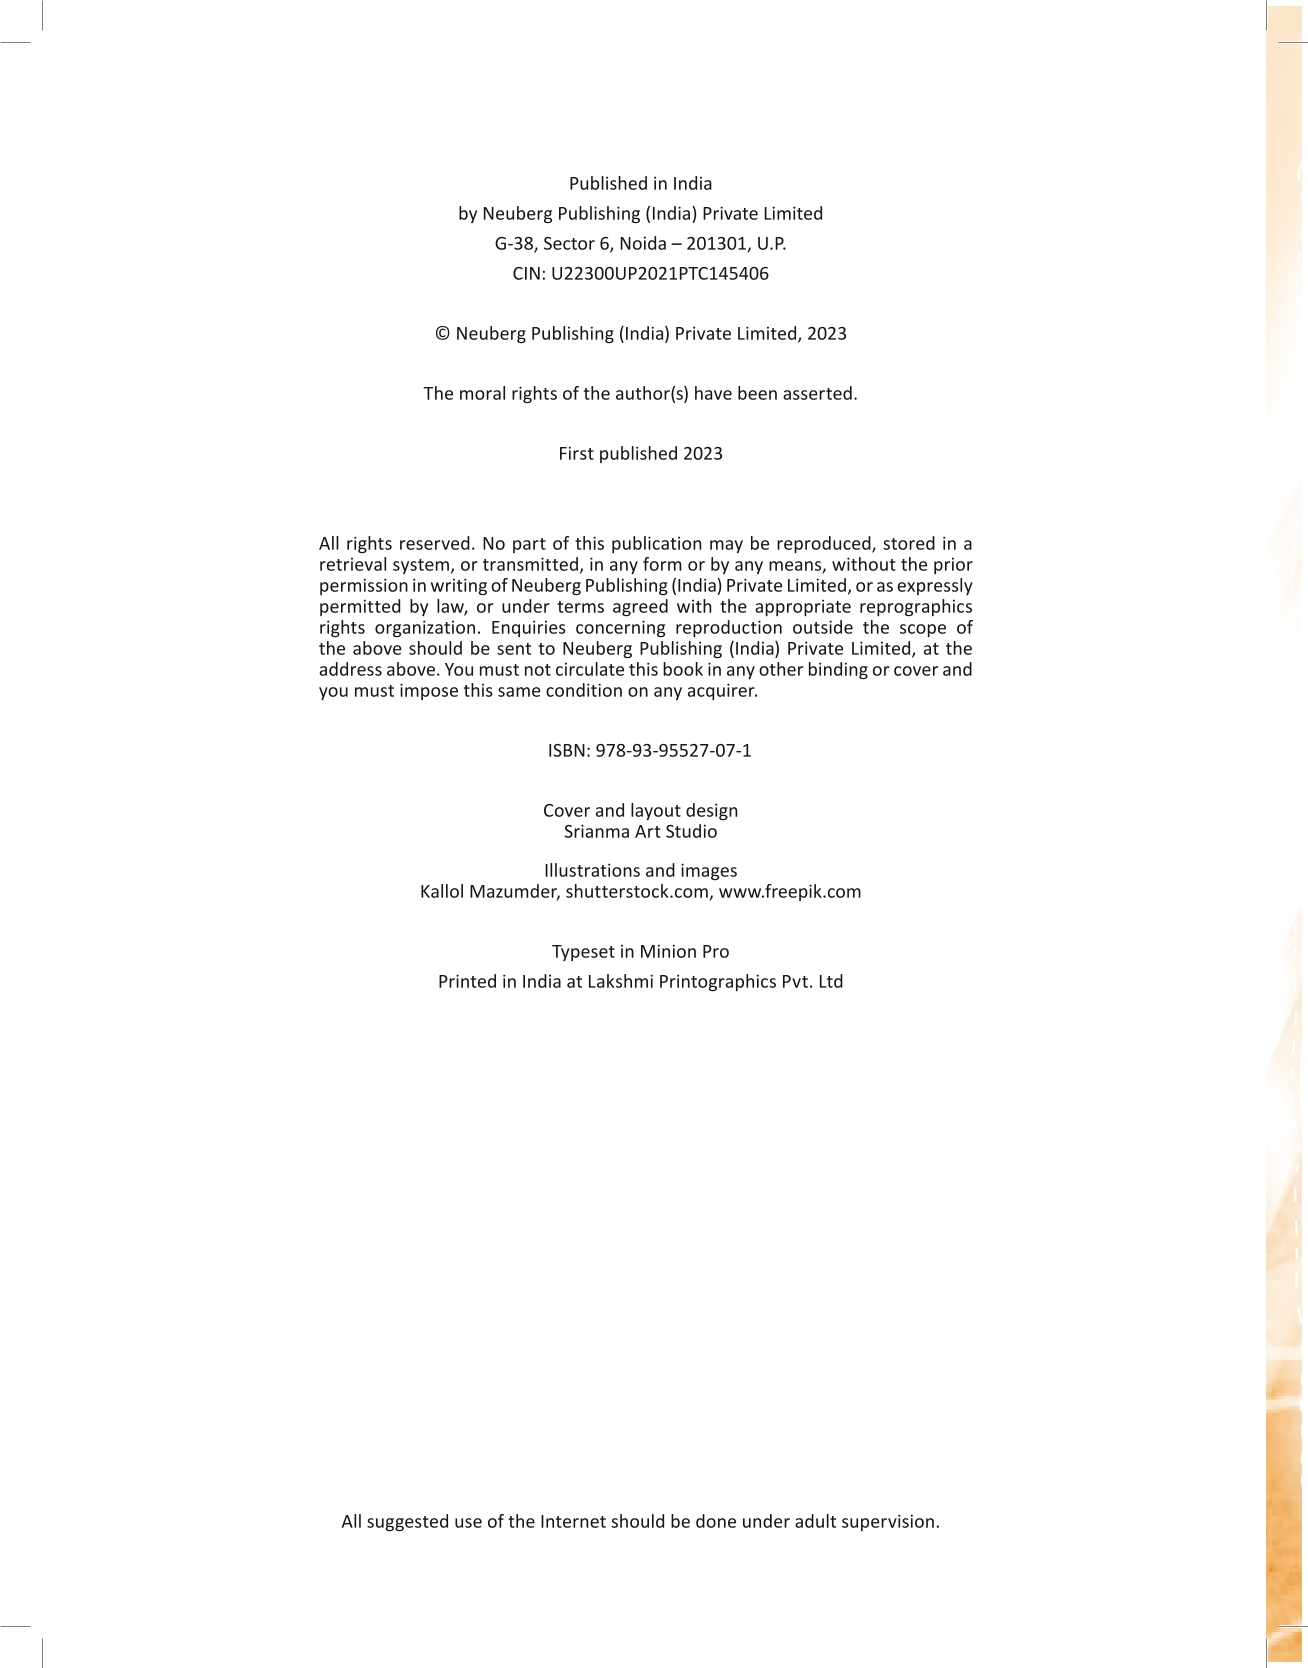 Published in India
by Neuberg Publishing (India) Private Limited
G-38, Sector 6, Noida – 201301, U.P.
CIN: U22300UP2021PTC145406
© Neuberg Publishing (India) Private Limited, 2023
The moral rights of the author(s) have been asserted.
First published 2023
All rights reserved. No part of this publication may be reproduced, stored in a
retrieval system, or transmitted, in any form or by any means, without the prior
permission in writing of Neuberg Publishing (India) Private Limited, or as expressly
permitted by law, or under terms agreed with the appropriate reprographics
rights organization. Enquiries concerning reproduction outside the scope of
the above should be sent to Neuberg Publishing (India) Private Limited, at the
address above. You must not circulate this book in any other binding or cover and
you must impose this same condition on any acquirer.
ISBN: 978-93-95527-07-1
Cover and layout design
Srianma Art Studio
Illustrations and images
Kallol Mazumder, shutterstock.com, www.freepik.com
Typeset in Minion Pro
Printed in India at Lakshmi Printographics Pvt. Ltd
All suggested use of the Internet should be done under adult supervision.